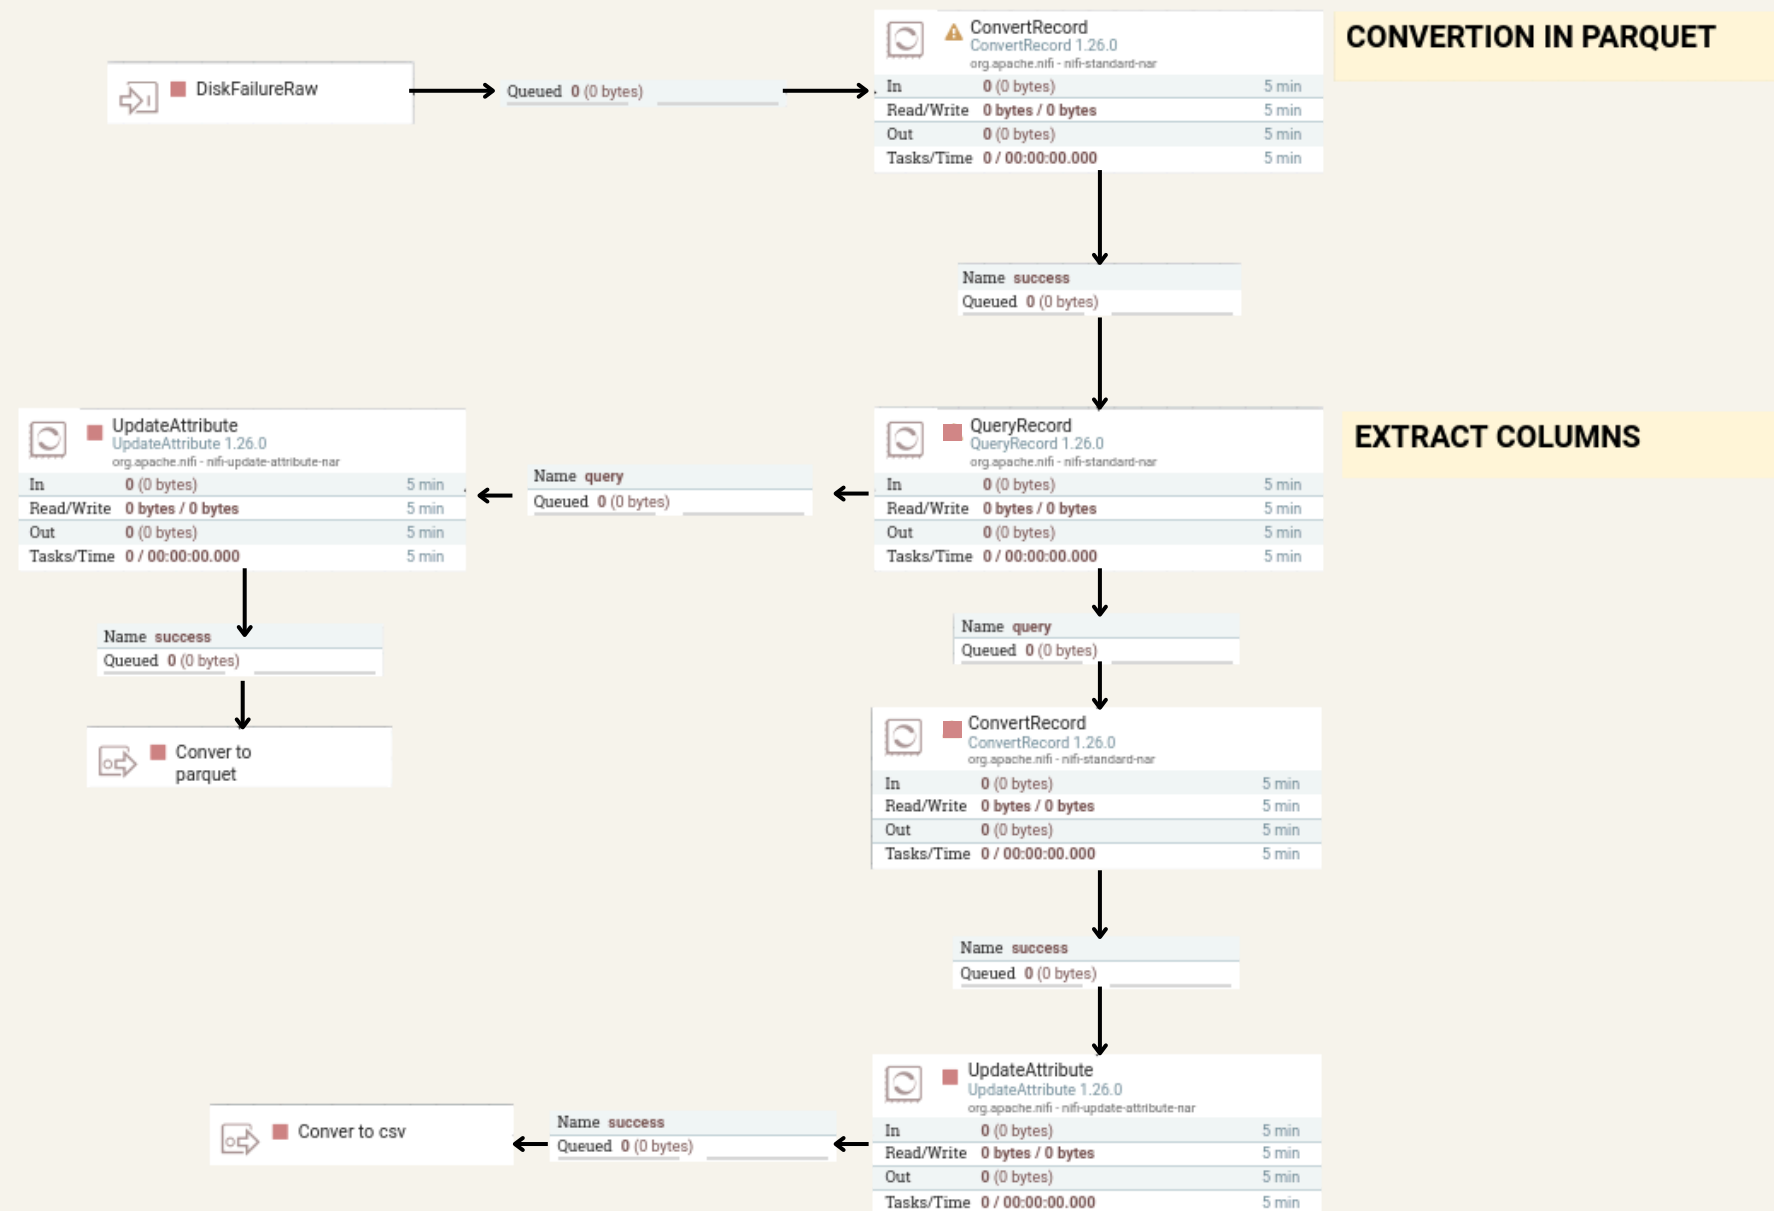 ConvertRecord
ConvertRecord 1.26.0
org.apache.nifi - nifi-standard-nar
In 0 (0 bytes) 5 min
Read/Write 0 bytes / 0 bytes 5 min
Out 0 (0 bytes) 5 min
Tasks/Time 0 / 00:00:00.000 5 min
CONVERTION IN PARQUET
DiskFailureRaw
Queued 0 (0 bytes)
Name success
Queued 0 (0 bytes)
UpdateAttribute
UpdateAttribute 1.26.0
org.apache.nifi - nifi-update-attribute-nar
In 0 (0 bytes) 5 min
Read/Write 0 bytes / 0 bytes 5 min
Out 0 (0 bytes) 5 min
Tasks/Time 0 / 00:00:00.000 5 min
Name query
Queued 0 (0 bytes)
QueryRecord
QueryRecord 1.26.0
org.apache.nifi - nifi-standard-nar
In 0 (0 bytes) 5 min
Read/Write 0 bytes / 0 bytes 5 min
Out 0 (0 bytes) 5 min
Tasks/Time 0 / 00:00:00.000 5 min
EXTRACT COLUMNS
Name success
Queued 0 (0 bytes)
Name query
Queued 0 (0 bytes)
Conver to
parquet
ConvertRecord
ConvertRecord 1.26.0
org.apache.nifi - nifi-standard-nar
In 0 (0 bytes) 5 min
Read/Write 0 bytes / 0 bytes 5 min
Out 0 (0 bytes) 5 min
Tasks/Time 0 / 00:00:00.000 5 min
Name success
Queued 0 (0 bytes)
UpdateAttribute
UpdateAttribute 1.26.0
org.apache.nifi - nifi-update-attribute-nar
In 0 (0 bytes) 5 min
Read/Write 0 bytes / 0 bytes 5 min
Out 0 (0 bytes) 5 min
Tasks/Time 0 / 00:00:00.000 5 min
Name success
Queued 0 (0 bytes)
Conver to csv